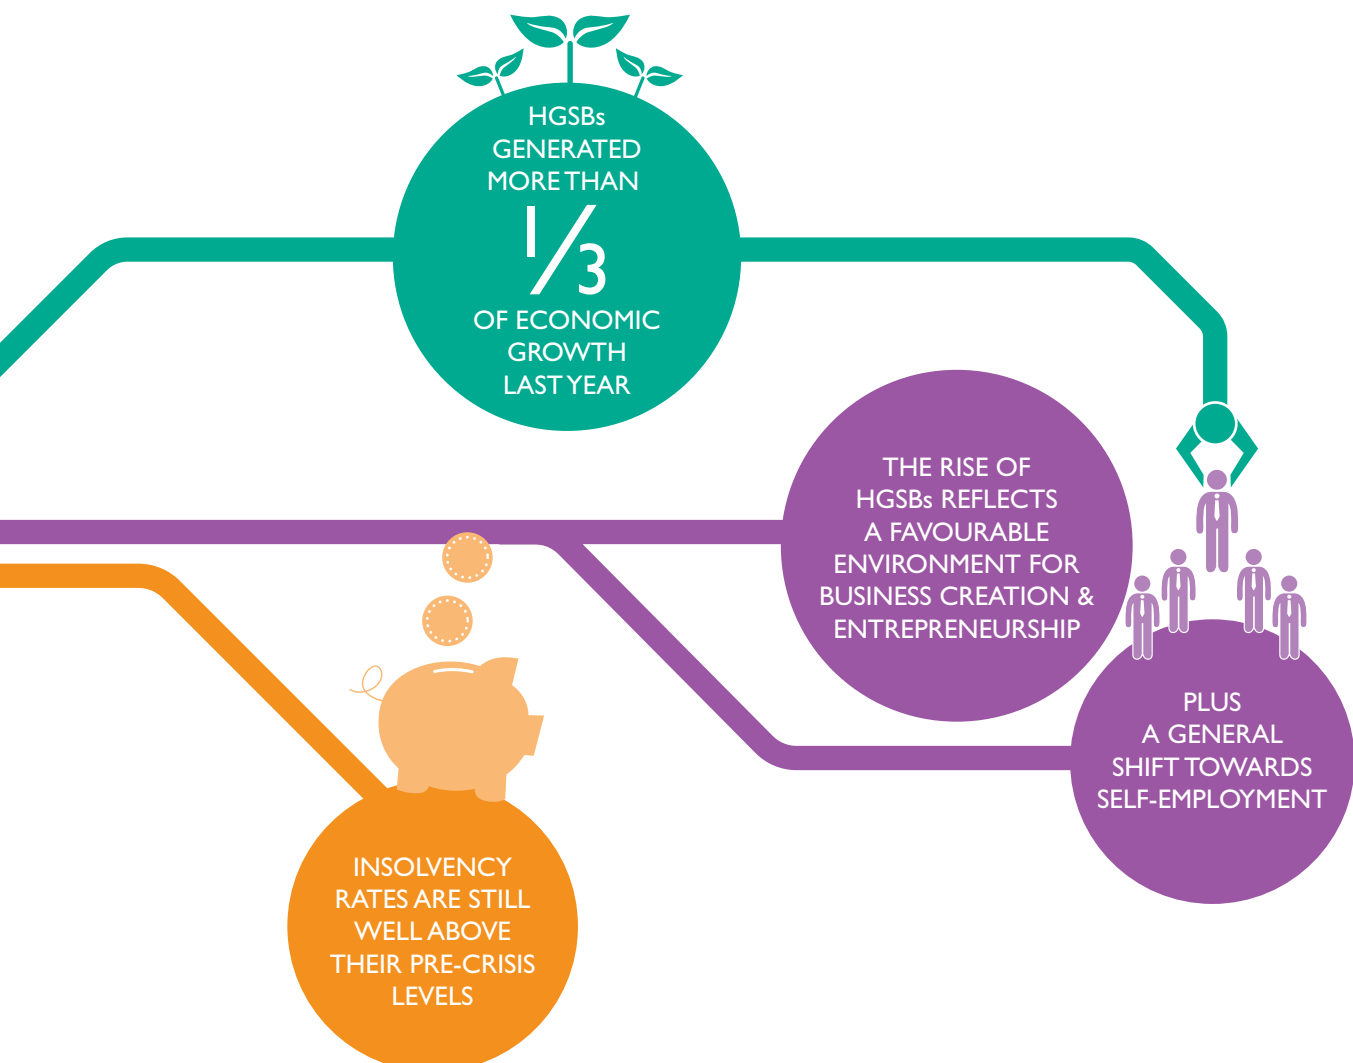 HGSBs
GENERATED
MORE THAN
1/3
OF ECONOMIC
GROWTH
LAST YEAR
THE RISE OF
HGSBs REFLECTS
A FAVOURABLE
ENVIRONMENT FOR
BUSINESS CREATION &
ENTREPRENEURSHIP
PLUS
A GENERAL
SHIFT TOWARDS
SELF-EMPLOYMENT
INSOLVENCY
RATES ARE STILL
WELL ABOVE
THEIR PRE-CRISIS
LEVELS